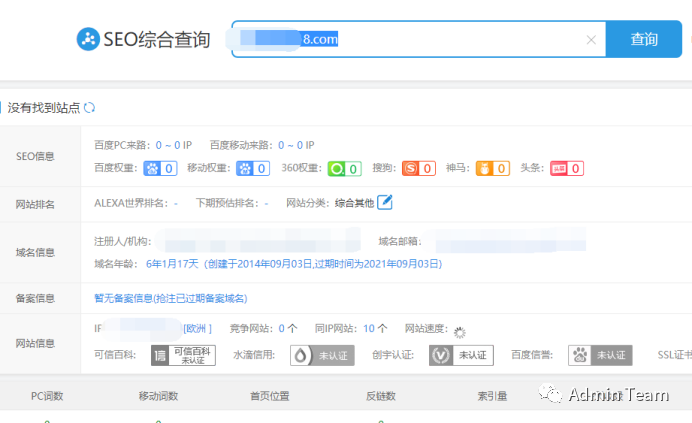 SEO综合查询 8.com × 查询
没有找到站点
SEO信息 百度PC来路：0 ~ 0 IP 百度移动来路：0 ~ 0 IP
百度权重：0 移动权重：0 360权重：0 搜狗：S 0 神马：0 头条：0
网站排名 ALEXA世界排名：- 下期预估排名：- 网站分类：综合其他
域名信息 注册人/机构： 域名邮箱：
域名年龄： 6年1月17天（创建于2014年09月03日,过期时间为2021年09月03日)
备案信息 暂无备案信息(抢注已过期备案域名)
网站信息 [欧洲 ] 竞争网站：0 个 同IP网站：10 个 网站速度：
可信百科：信 可信百科 未认证 水滴信用：未认证 创宇认证：V 未认证 百度信誉：未认证 SSL证书
PC词数 移动词数 首页位置 反链数 索引量
Admin Team